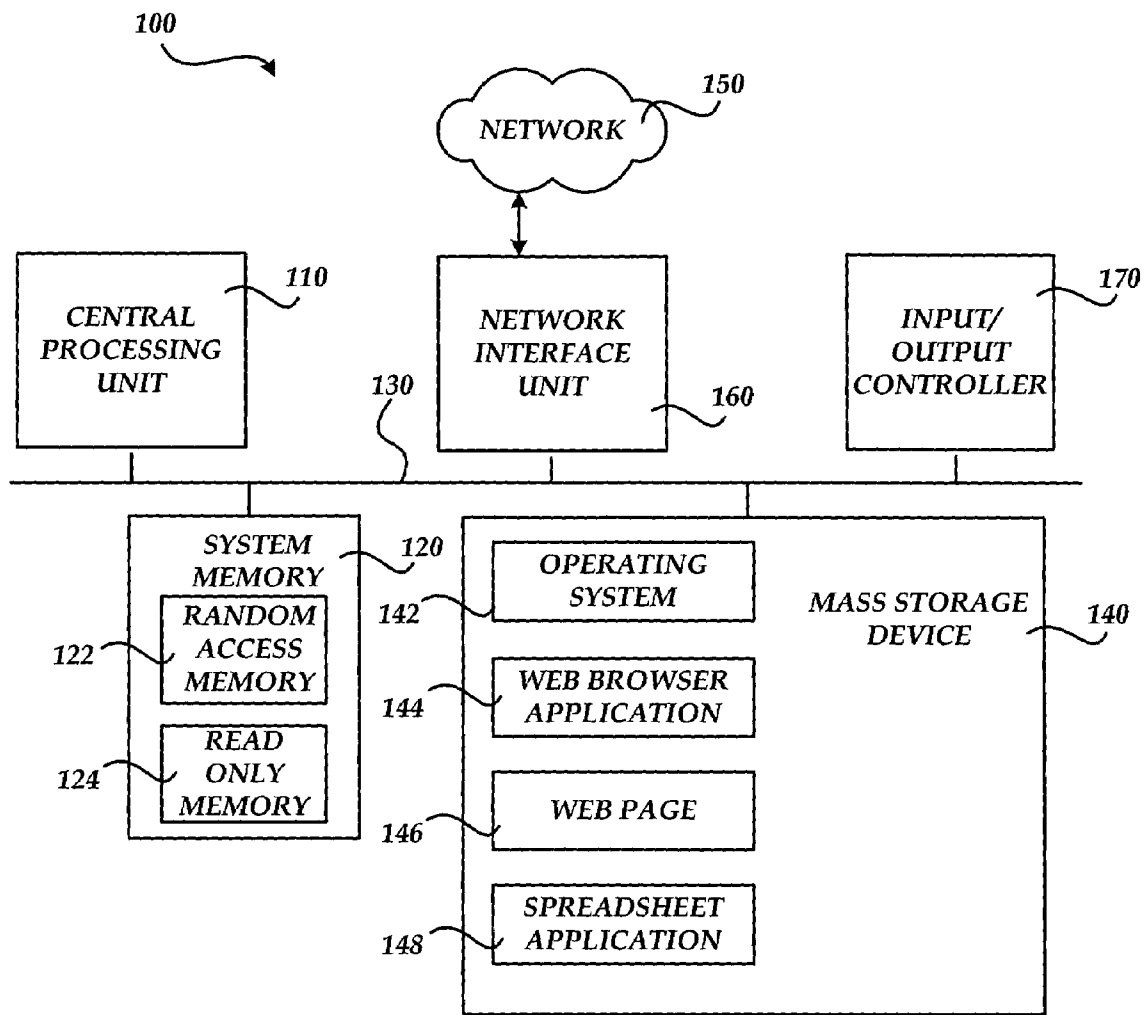 100
150
NETWORK
110
CENTRAL
PROCESSING
UNIT
NETWORK
INTERFACE
UNIT
160
170
INPUT/
OUTPUT
CONTROLLER
130
SYSTEM
MEMORY
120
RANDOM
ACCESS
MEMORY
122
READ
ONLY
MEMORY
124
OPERATING
SYSTEM
142
MASS STORAGE
DEVICE
140
WEB BROWSER
APPLICATION
144
WEB PAGE
146
SPREADSHEET
APPLICATION
148